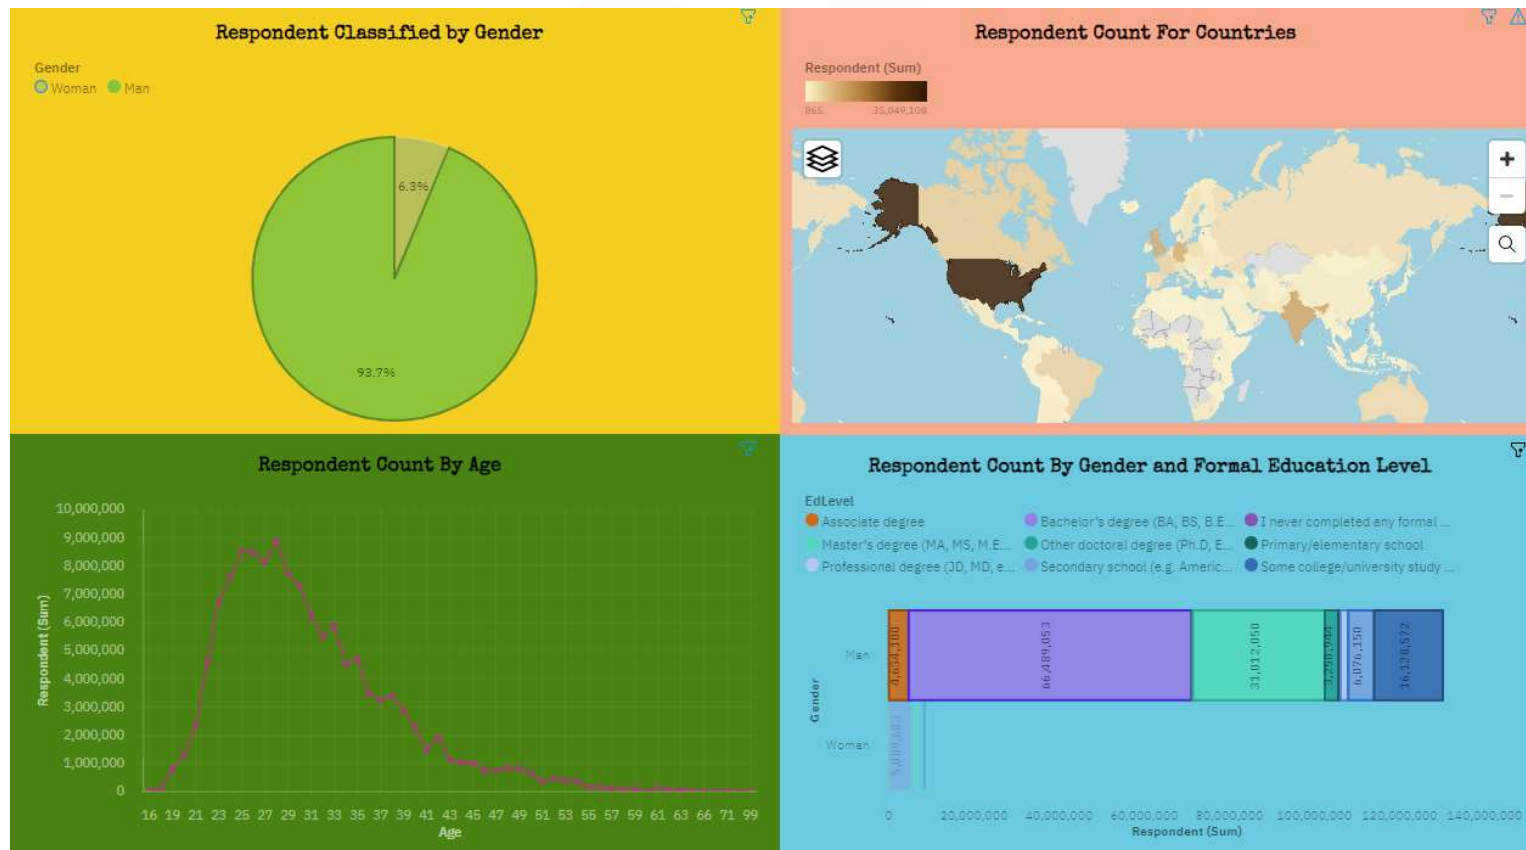 Respondent Classified by Gender
Gender
Woman Man
6.3%
93.7%
Respondent Count For Countries
Respondent (Sum)
865 35,049,108
Respondent Count By Age
Respondent (Sum)
10,000,000
9,000,000
8,000,000
7,000,000
6,000,000
5,000,000
4,000,000
3,000,000
2,000,000
1,000,000
0
16 19 21 23 25 27 29 31 33 35 37 39 41 43 45 47 49 51 53 55 57 59 61 63 66 71 99
Age
Respondent Count By Gender and Formal Education Level
EdLevel
Associate degree Bachelor's degree (BA, BS, B.E... I never completed any formal ...
Master's degree (MA, MS, M.E... Other doctoral degree (Ph.D, E... Primary/elementary school
Professional degree (JD, MD, e... Secondary school (e.g. Americ... Some college/university study ...
Gender
Man
4,634,100 66,489,053 31,012,050 6,076,150 16,128,572
Woman
0 20,000,000 40,000,000 60,000,000 80,000,000 100,000,000 120,000,000 140,000,000
Respondent (Sum)